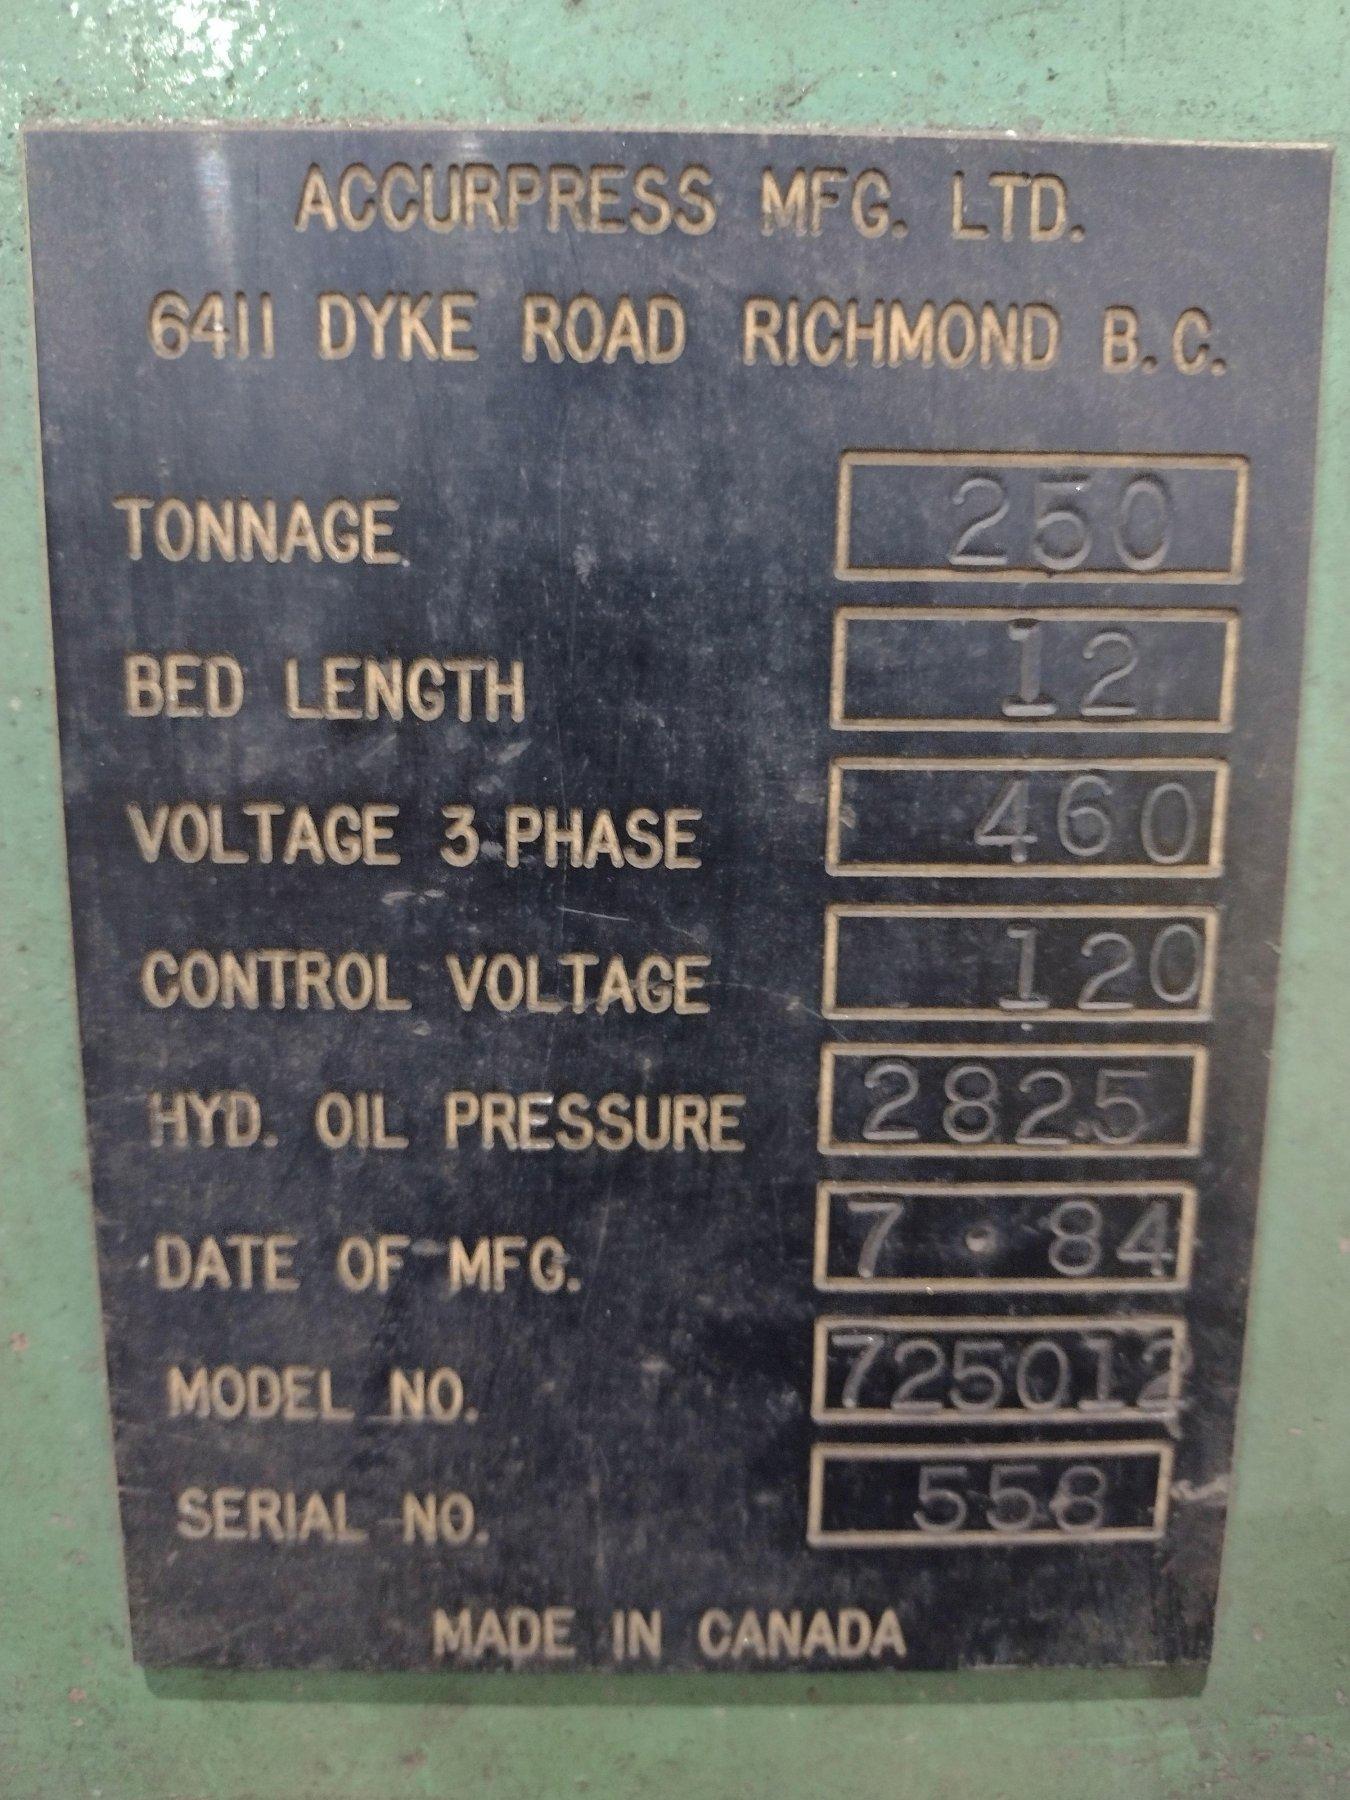 ACCURPRESS MFG. LTD.
6411 DYKE ROAD RICHMOND B.C.
TONNAGE 250
BED LENGTH 12
VOLTAGE 3 PHASE 460
CONTROL VOLTAGE 120
HYD. OIL PRESSURE 2825
DATE OF MFG. 7 · 84
MODEL NO. 725012
SERIAL NO. 558
MADE IN CANADA